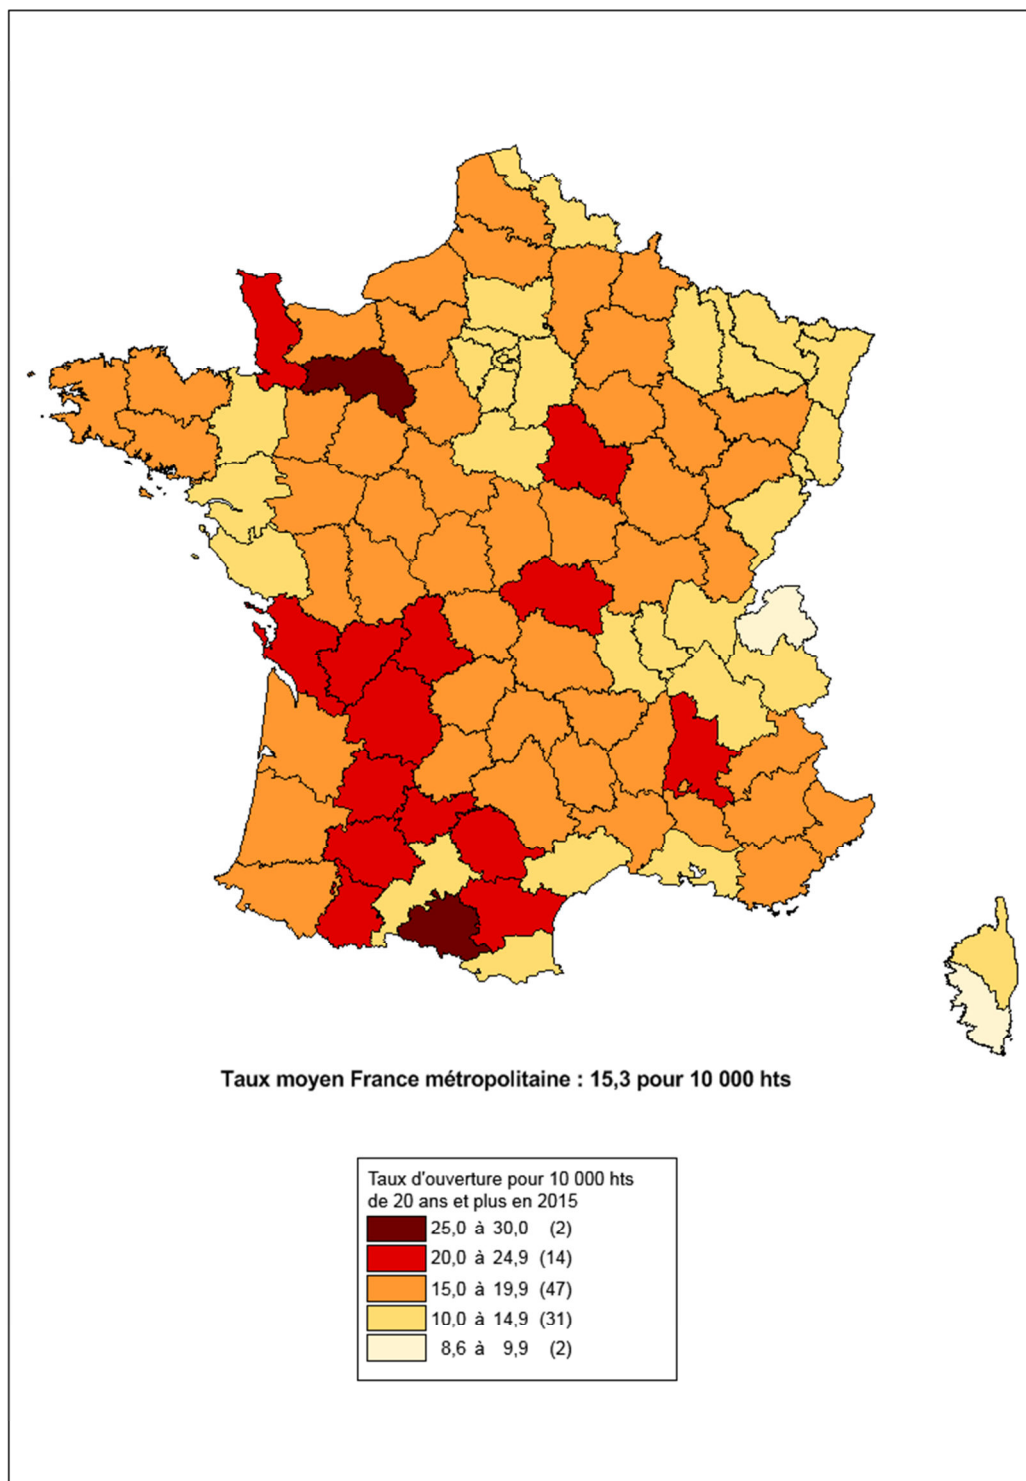 Taux moyen France métropolitaine : 15,3 pour 10 000 hts
Taux d'ouverture pour 10 000 hts
de 20 ans et plus en 2015
25,0 à 30,0 (2)
20,0 à 24,9 (14)
15,0 à 19,9 (47)
10,0 à 14,9 (31)
8,6 à 9,9 (2)